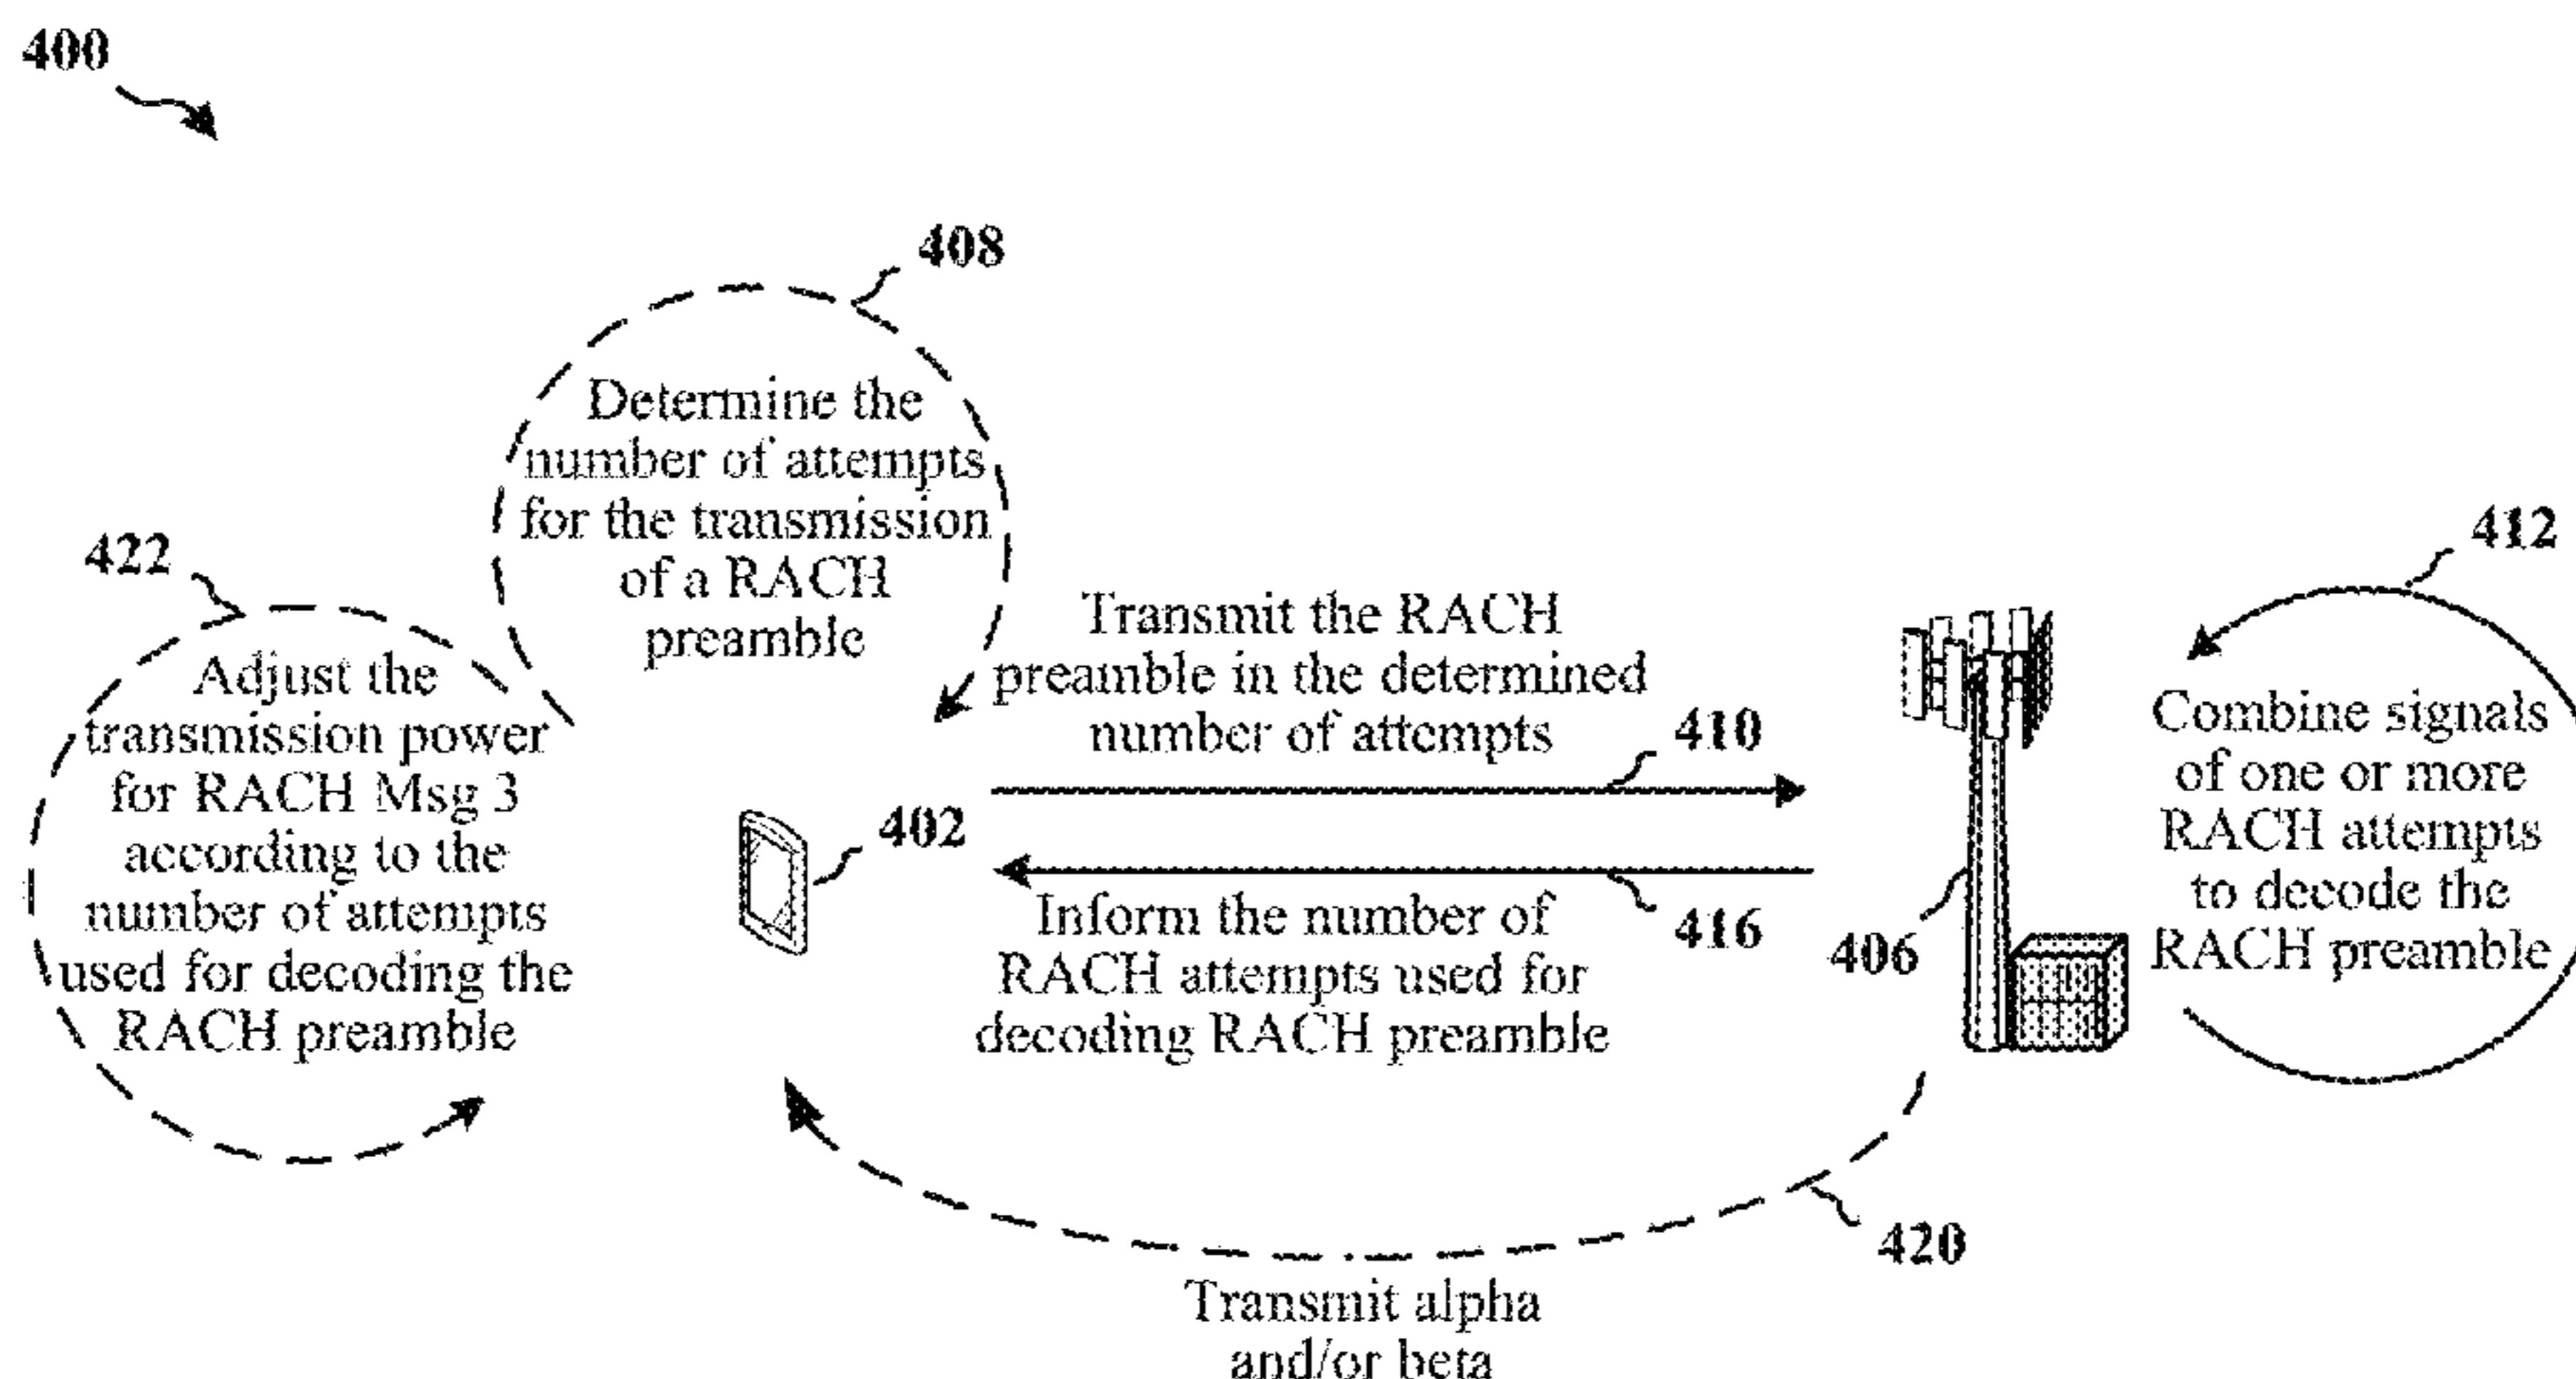 400
408
Determine the
number of attempts
for the transmission
of a RACH
preamble
422
Adjust the
transmission power
for RACH Msg 3
according to the
number of attempts
used for decoding the
RACH preamble
Transmit the RACH
preamble in the determined
number of attempts
410
402
416
Inform the number of
RACH attempts used for
decoding RACH preamble
406
412
Combine signals
of one or more
RACH attempts
to decode the
RACH preamble
420
Transmit alpha
and/or beta